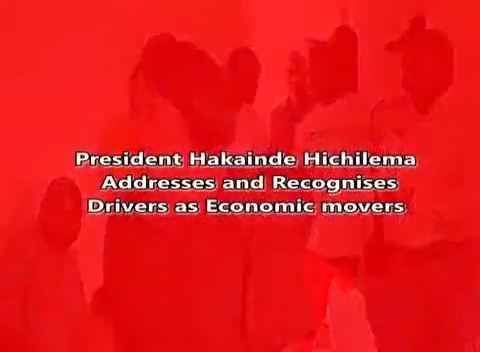 President Hakainde Hichilema
Addresses and Recognises
Drivers as Economic movers